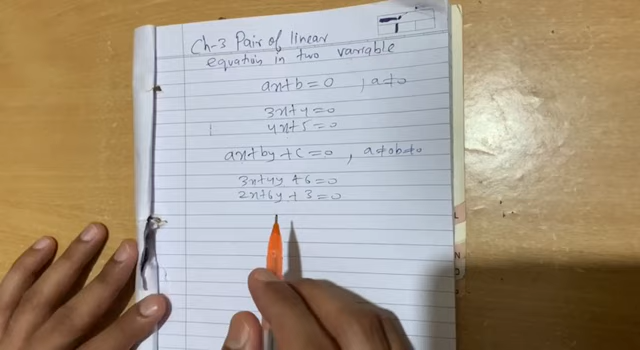 Ch-3 Pair of linear
equation in two variable
ax+b=0 , a≠0
3x+4=0
4x+5=0
ax+by+c=0 , a≠0b≠0
3x+4y+6=0
2x+6y+3=0